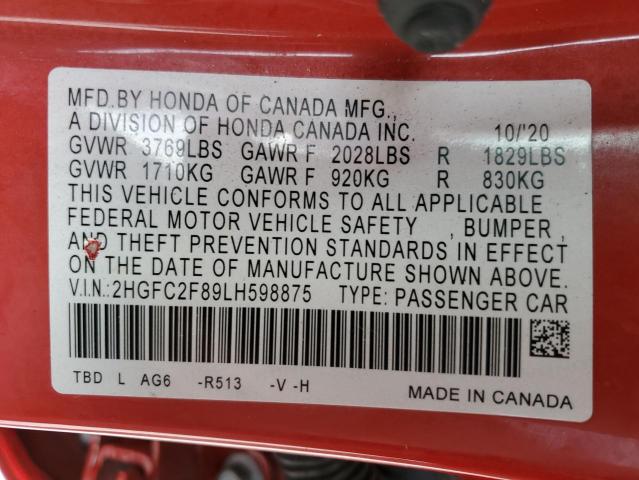 MFD.BY HONDA OF CANADA MFG.,
A DIVISION OF HONDA CANADA INC. 10/'20
GVWR 3769LBS GAWR F 2028LBS R 1829LBS
GVWR 1710KG GAWR F 920KG R 830KG
THIS VEHICLE CONFORMS TO ALL APPLICABLE
FEDERAL MOTOR VEHICLE SAFETY , BUMPER ,
AND THEFT PREVENTION STANDARDS IN EFFECT
ON THE DATE OF MANUFACTURE SHOWN ABOVE.
V.I.N.:2HGFC2F89LH598875 TYPE: PASSENGER CAR
TBD L AG6 -R513 -V -H
MADE IN CANADA